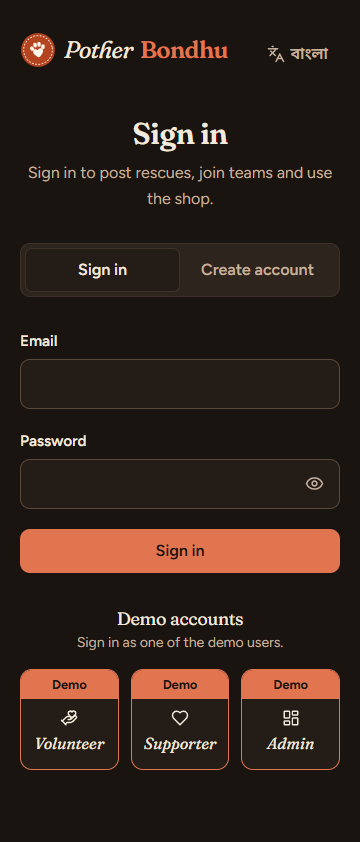 Pother Bondhu
বাংলা
Sign in
Sign in to post rescues, join teams and use
the shop.
Sign in
Create account
Email
Password
Sign in
Demo accounts
Sign in as one of the demo users.
Demo
Volunteer
Demo
Supporter
Demo
Admin